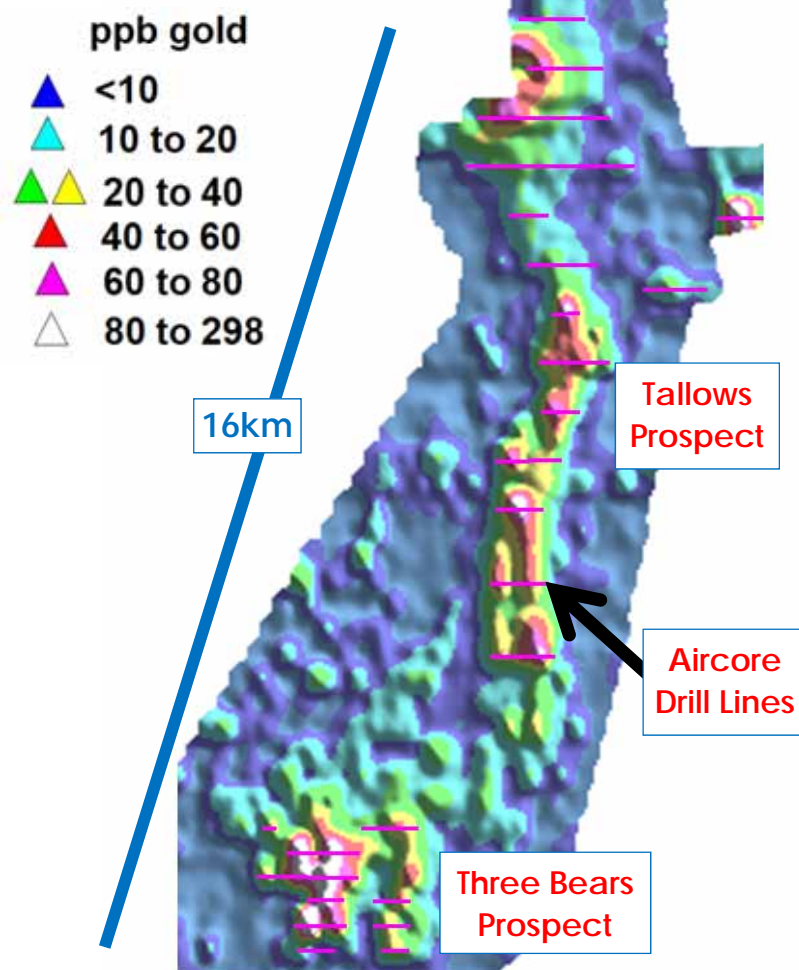 ppb gold
<10
10 to 20
20 to 40
40 to 60
60 to 80
80 to 298
16km
Tallows
Prospect
Aircore
Drill Lines
Three Bears
Prospect